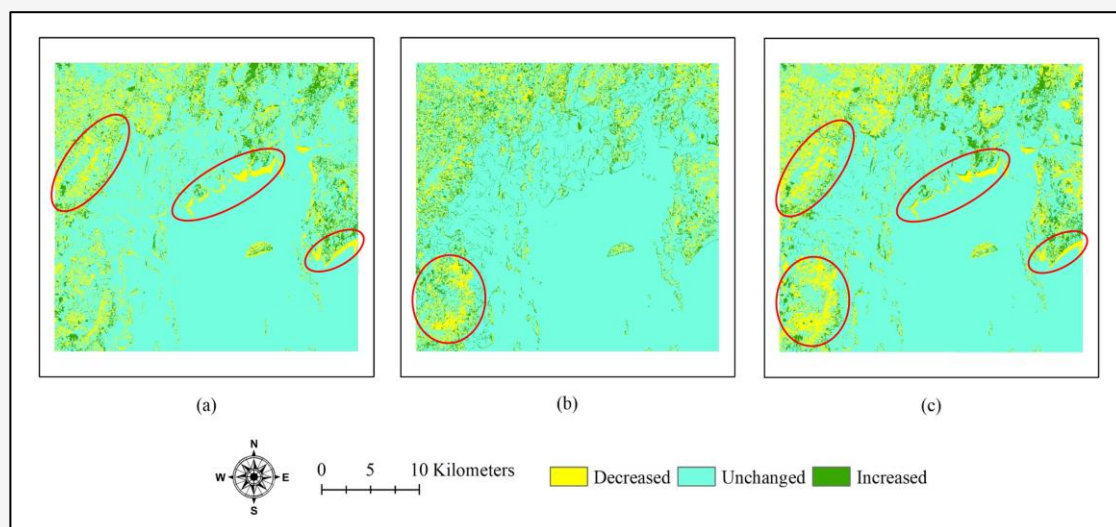 (a)
(b)
(c)
N
W E
S
0 5 10 Kilometers
Decreased Unchanged Increased